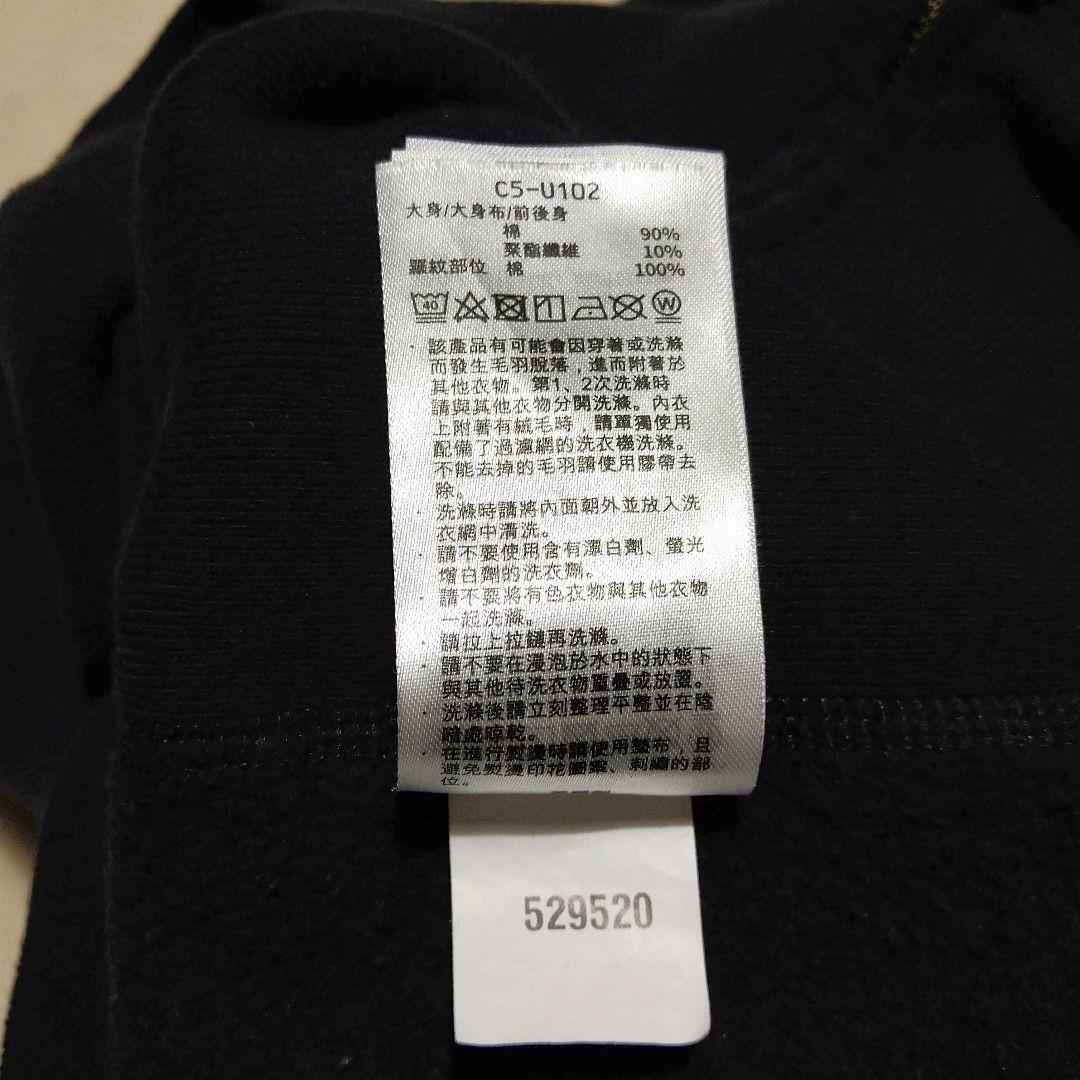 C5-U102
大身/大身布/前後身
棉 90%
聚酯纖維 10%
羅紋部位 棉 100%
40 W
· 該產品有可能會因穿著或洗滌
而發生毛羽脫落,進而附著於
其他衣物。第1、2次洗滌時
請與其他衣物分開洗滌。內衣
上附著有絨毛時,請單獨使用
配備了過濾網的洗衣機洗滌。
不能去掉的毛羽請使用膠帶去
除。
· 洗滌時請將內面朝外並放入洗
衣網中清洗。
· 請不要使用含有漂白劑、螢光
增白劑的洗衣劑。
· 請不要將有色衣物與其他衣物
一起洗滌。
· 請拉上拉鏈再洗滌。
· 請不要在浸泡於水中的狀態下
與其他待洗衣物重疊或放置。
· 洗滌後請立刻整理平整並在陰
暗處晾乾。
· 在進行熨燙時請使用墊布,且
避免熨燙印花圖案、刺繡的部
位。
529520